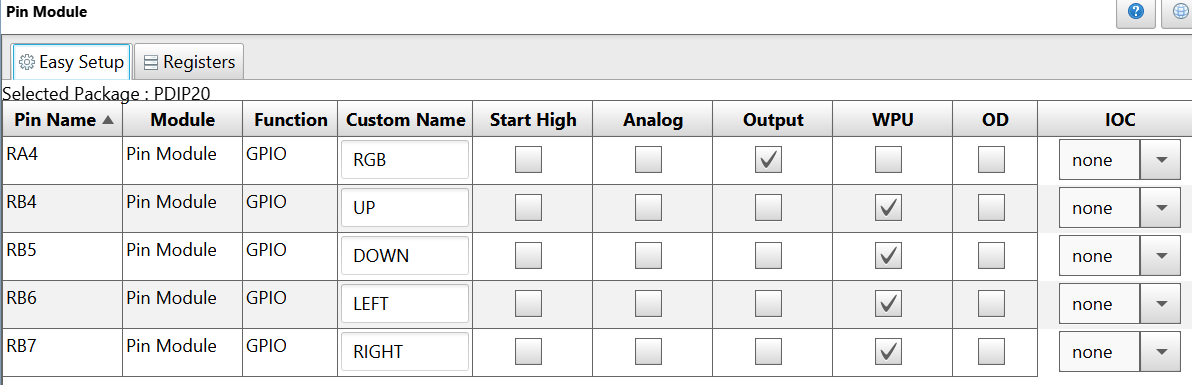 Pin Module
Easy Setup Registers
Selected Package : PDIP20
Pin Name Module Function Custom Name Start High Analog Output WPU OD IOC
RA4 Pin Module GPIO RGB none
RB4 Pin Module GPIO UP none
RB5 Pin Module GPIO DOWN none
RB6 Pin Module GPIO LEFT none
RB7 Pin Module GPIO RIGHT none